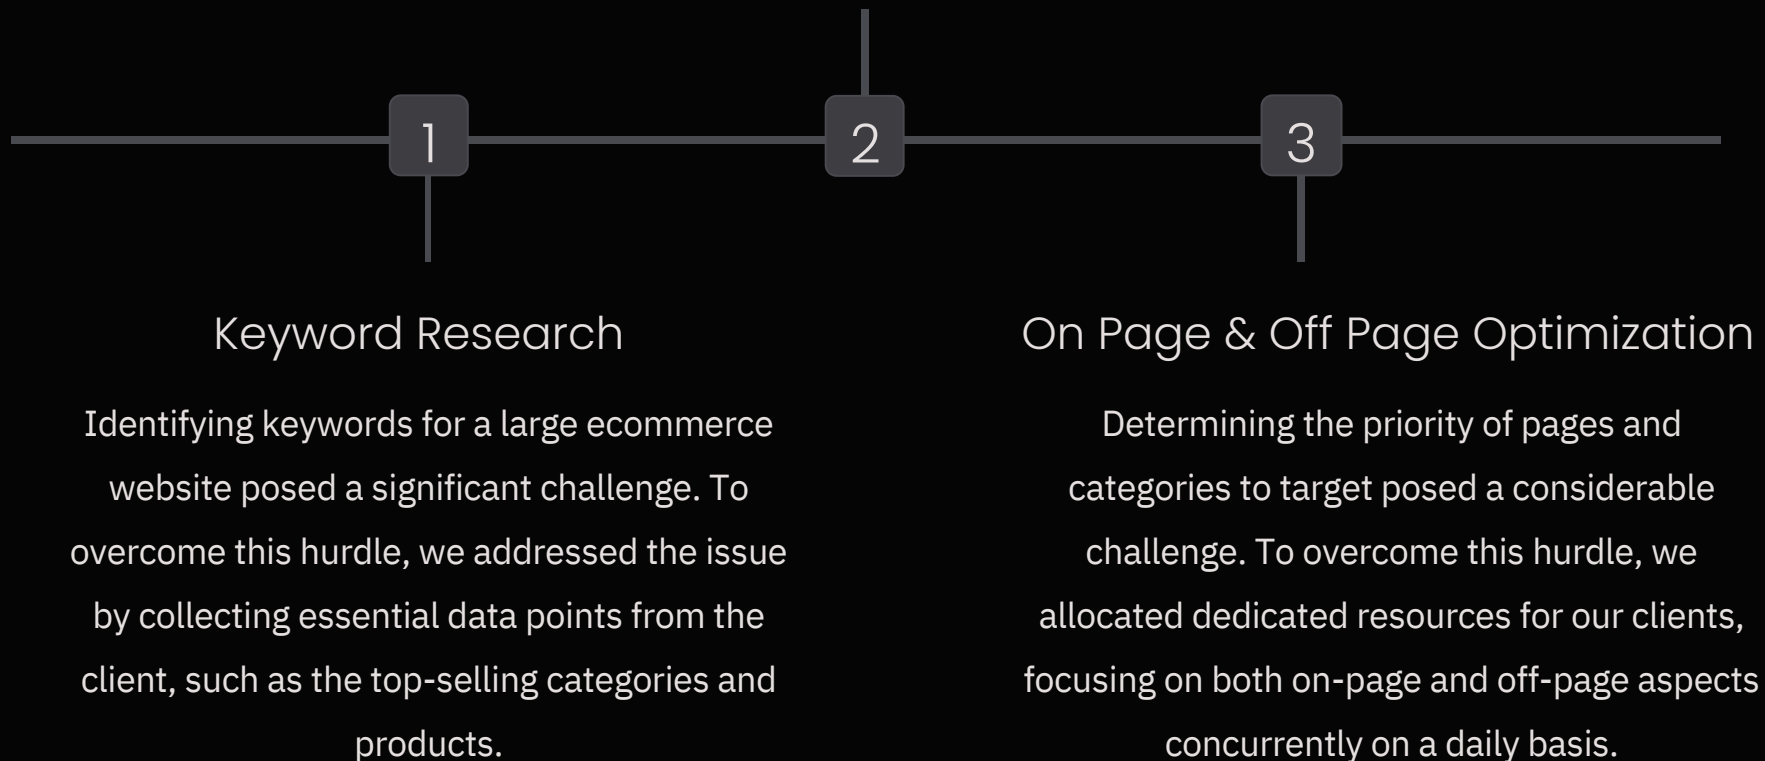 1
2
3
Keyword Research
Identifying keywords for a large ecommerce
website posed a significant challenge. To
overcome this hurdle, we addressed the issue
by collecting essential data points from the
client, such as the top-selling categories and
products.
On Page & Off Page Optimization
Determining the priority of pages and
categories to target posed a considerable
challenge. To overcome this hurdle, we
allocated dedicated resources for our clients,
focusing on both on-page and off-page aspects
concurrently on a daily basis.